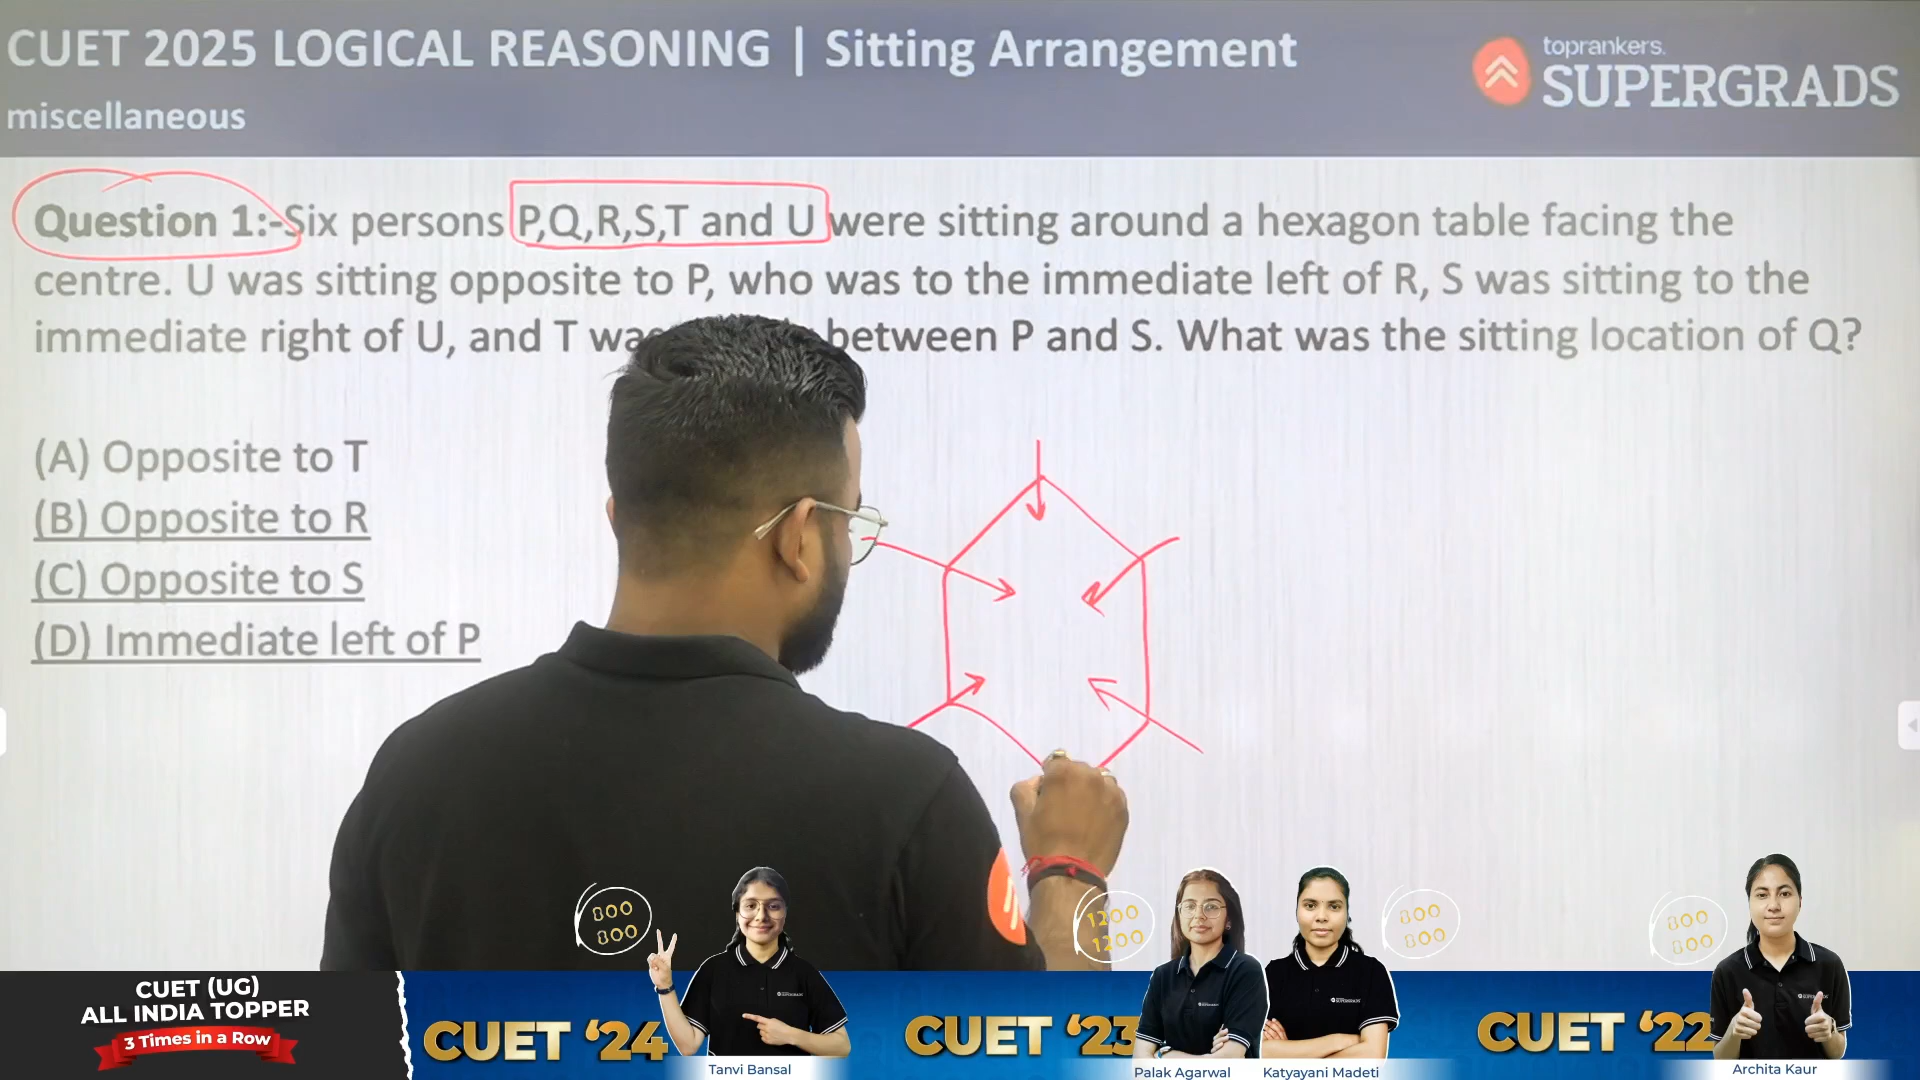 CUET 2025 LOGICAL REASONING | Sitting Arrangement
miscellaneous
toprankers.
SUPERGRADS
Question 1:-Six persons P,Q,R,S,T and U were sitting around a hexagon table facing the
centre. U was sitting opposite to P, who was to the immediate left of R, S was sitting to the
immediate right of U, and T between P and S. What was the sitting location of Q?
(A) Opposite to T
(B) Opposite to R
(C) Opposite to S
(D) Immediate left of P
800
800
1200
1200
800
800
800
800
CUET (UG)
ALL INDIA TOPPER
3 Times in a Row
CUET ‘24
CUET ‘23
CUET ‘22
Tanvi Bansal
Palak Agarwal
Katyayani Madeti
Archita Kaur